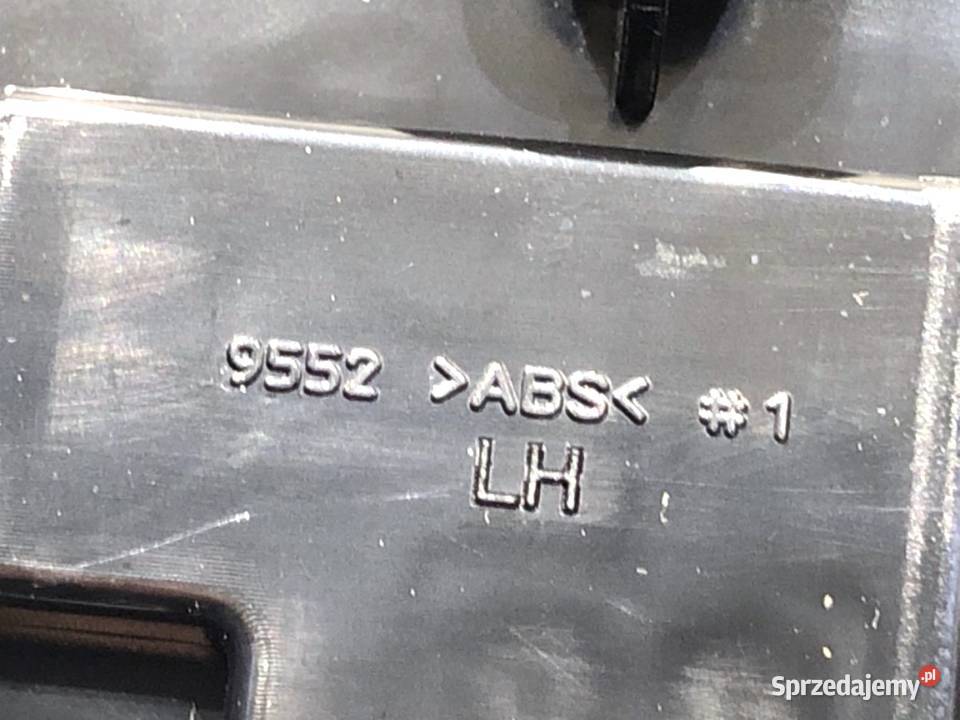 9552 >ABS< #1
LH
Sprzedajemy.pl